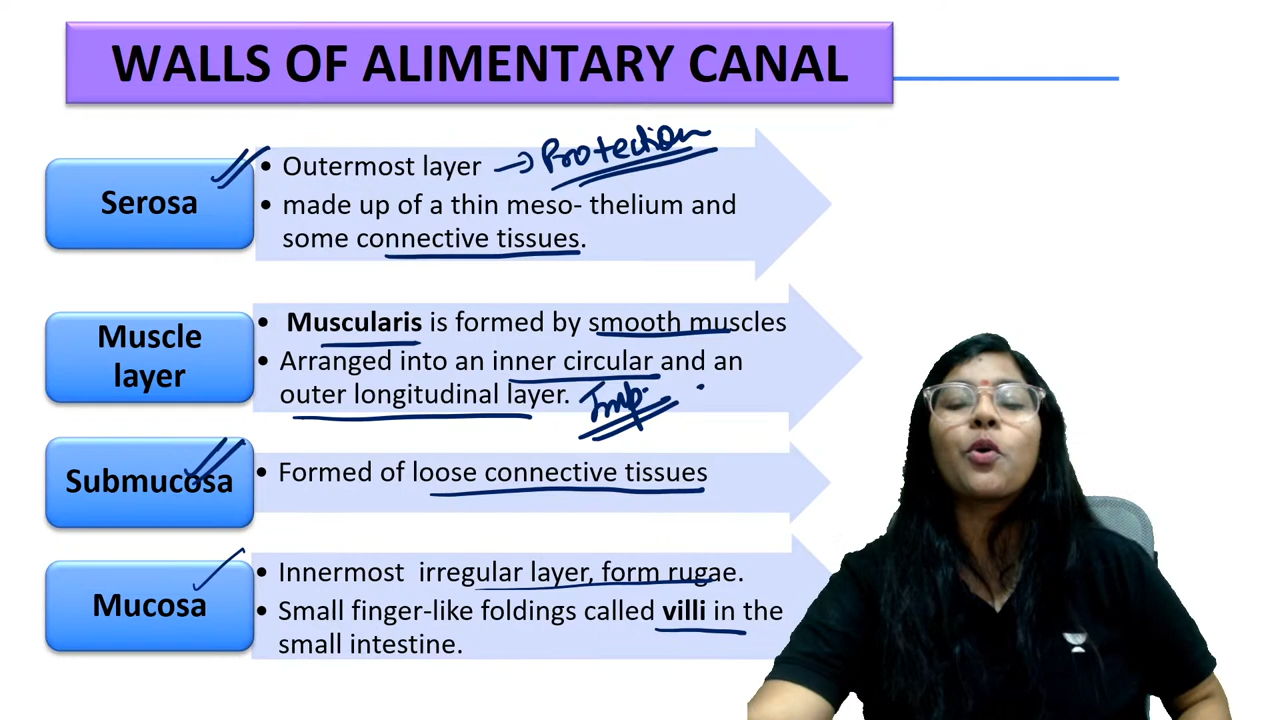 WALLS OF ALIMENTARY CANAL
Serosa
• Outermost layer → Protection
• made up of a thin meso- thelium and
some connective tissues.
Muscle
layer
• Muscularis is formed by smooth muscles
• Arranged into an inner circular and an
outer longitudinal layer. Imp.
Submucosa
• Formed of loose connective tissues
Mucosa
• Innermost irregular layer, form rugae.
• Small finger-like foldings called villi in the
small intestine.